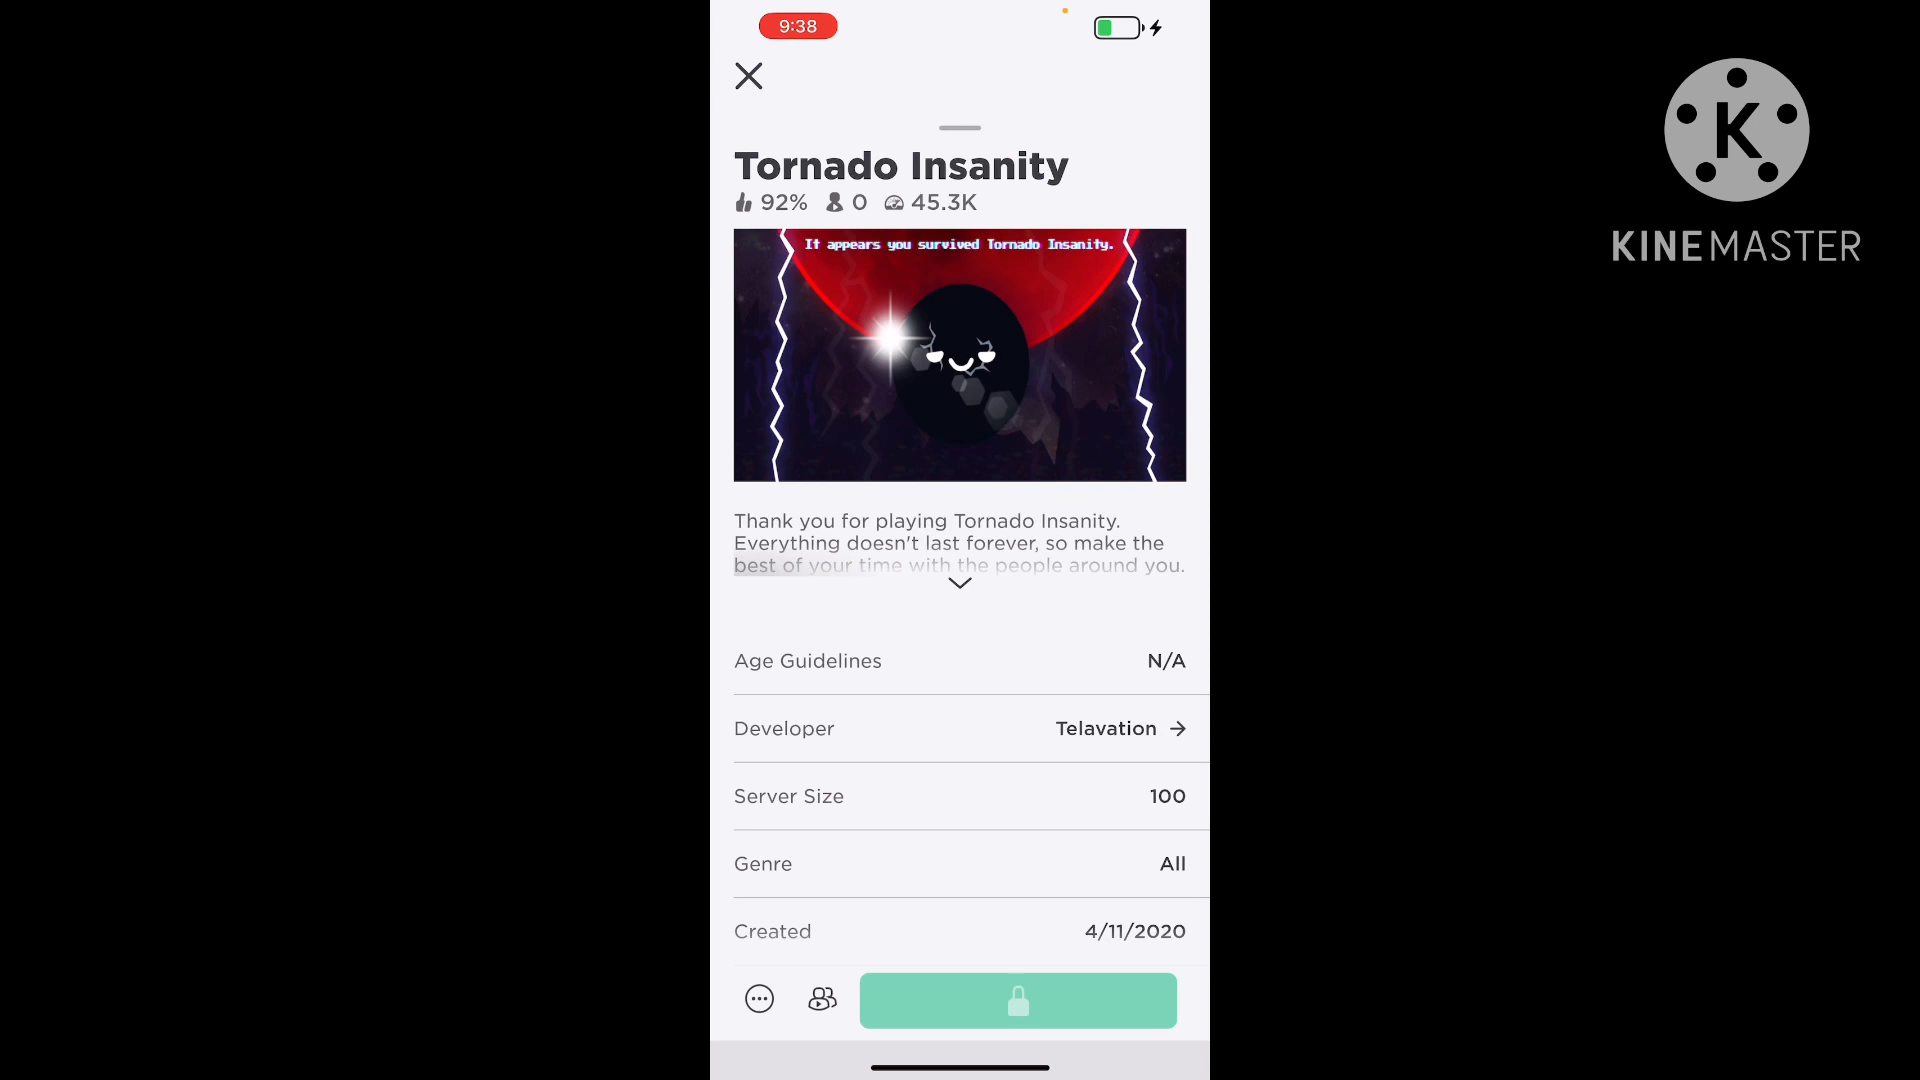 9:38
K
KINEMASTER
Tornado Insanity
92% 0 45.3K
It appears you survived Tornado Insanity.
Thank you for playing Tornado Insanity.
Everything doesn't last forever, so make the
best of your time with the people around you.
Age Guidelines N/A
Developer Telavation
Server Size 100
Genre All
Created 4/11/2020